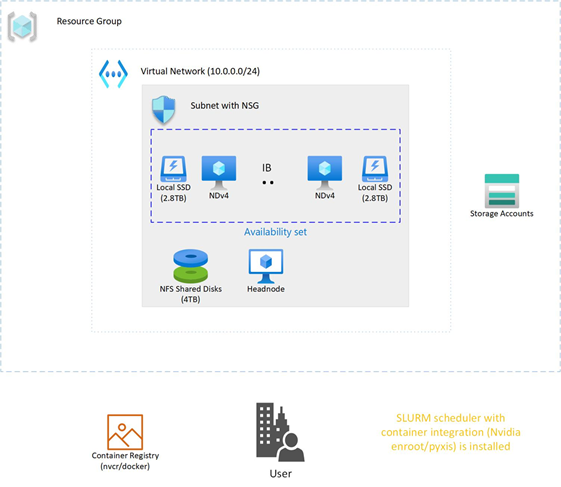 Resource Group
Virtual Network (10.0.0.0/24)
Subnet with NSG
Local SSD
(2.8TB)
NDv4
IB
..
NDv4
Local SSD
(2.8TB)
Availability set
NFS Shared Disks
(4TB)
Headnode
Storage Accounts
Container Registry
(nvcr/docker)
User
SLURM scheduler with
container integration (Nvidia
enroot/pyxis) is installed